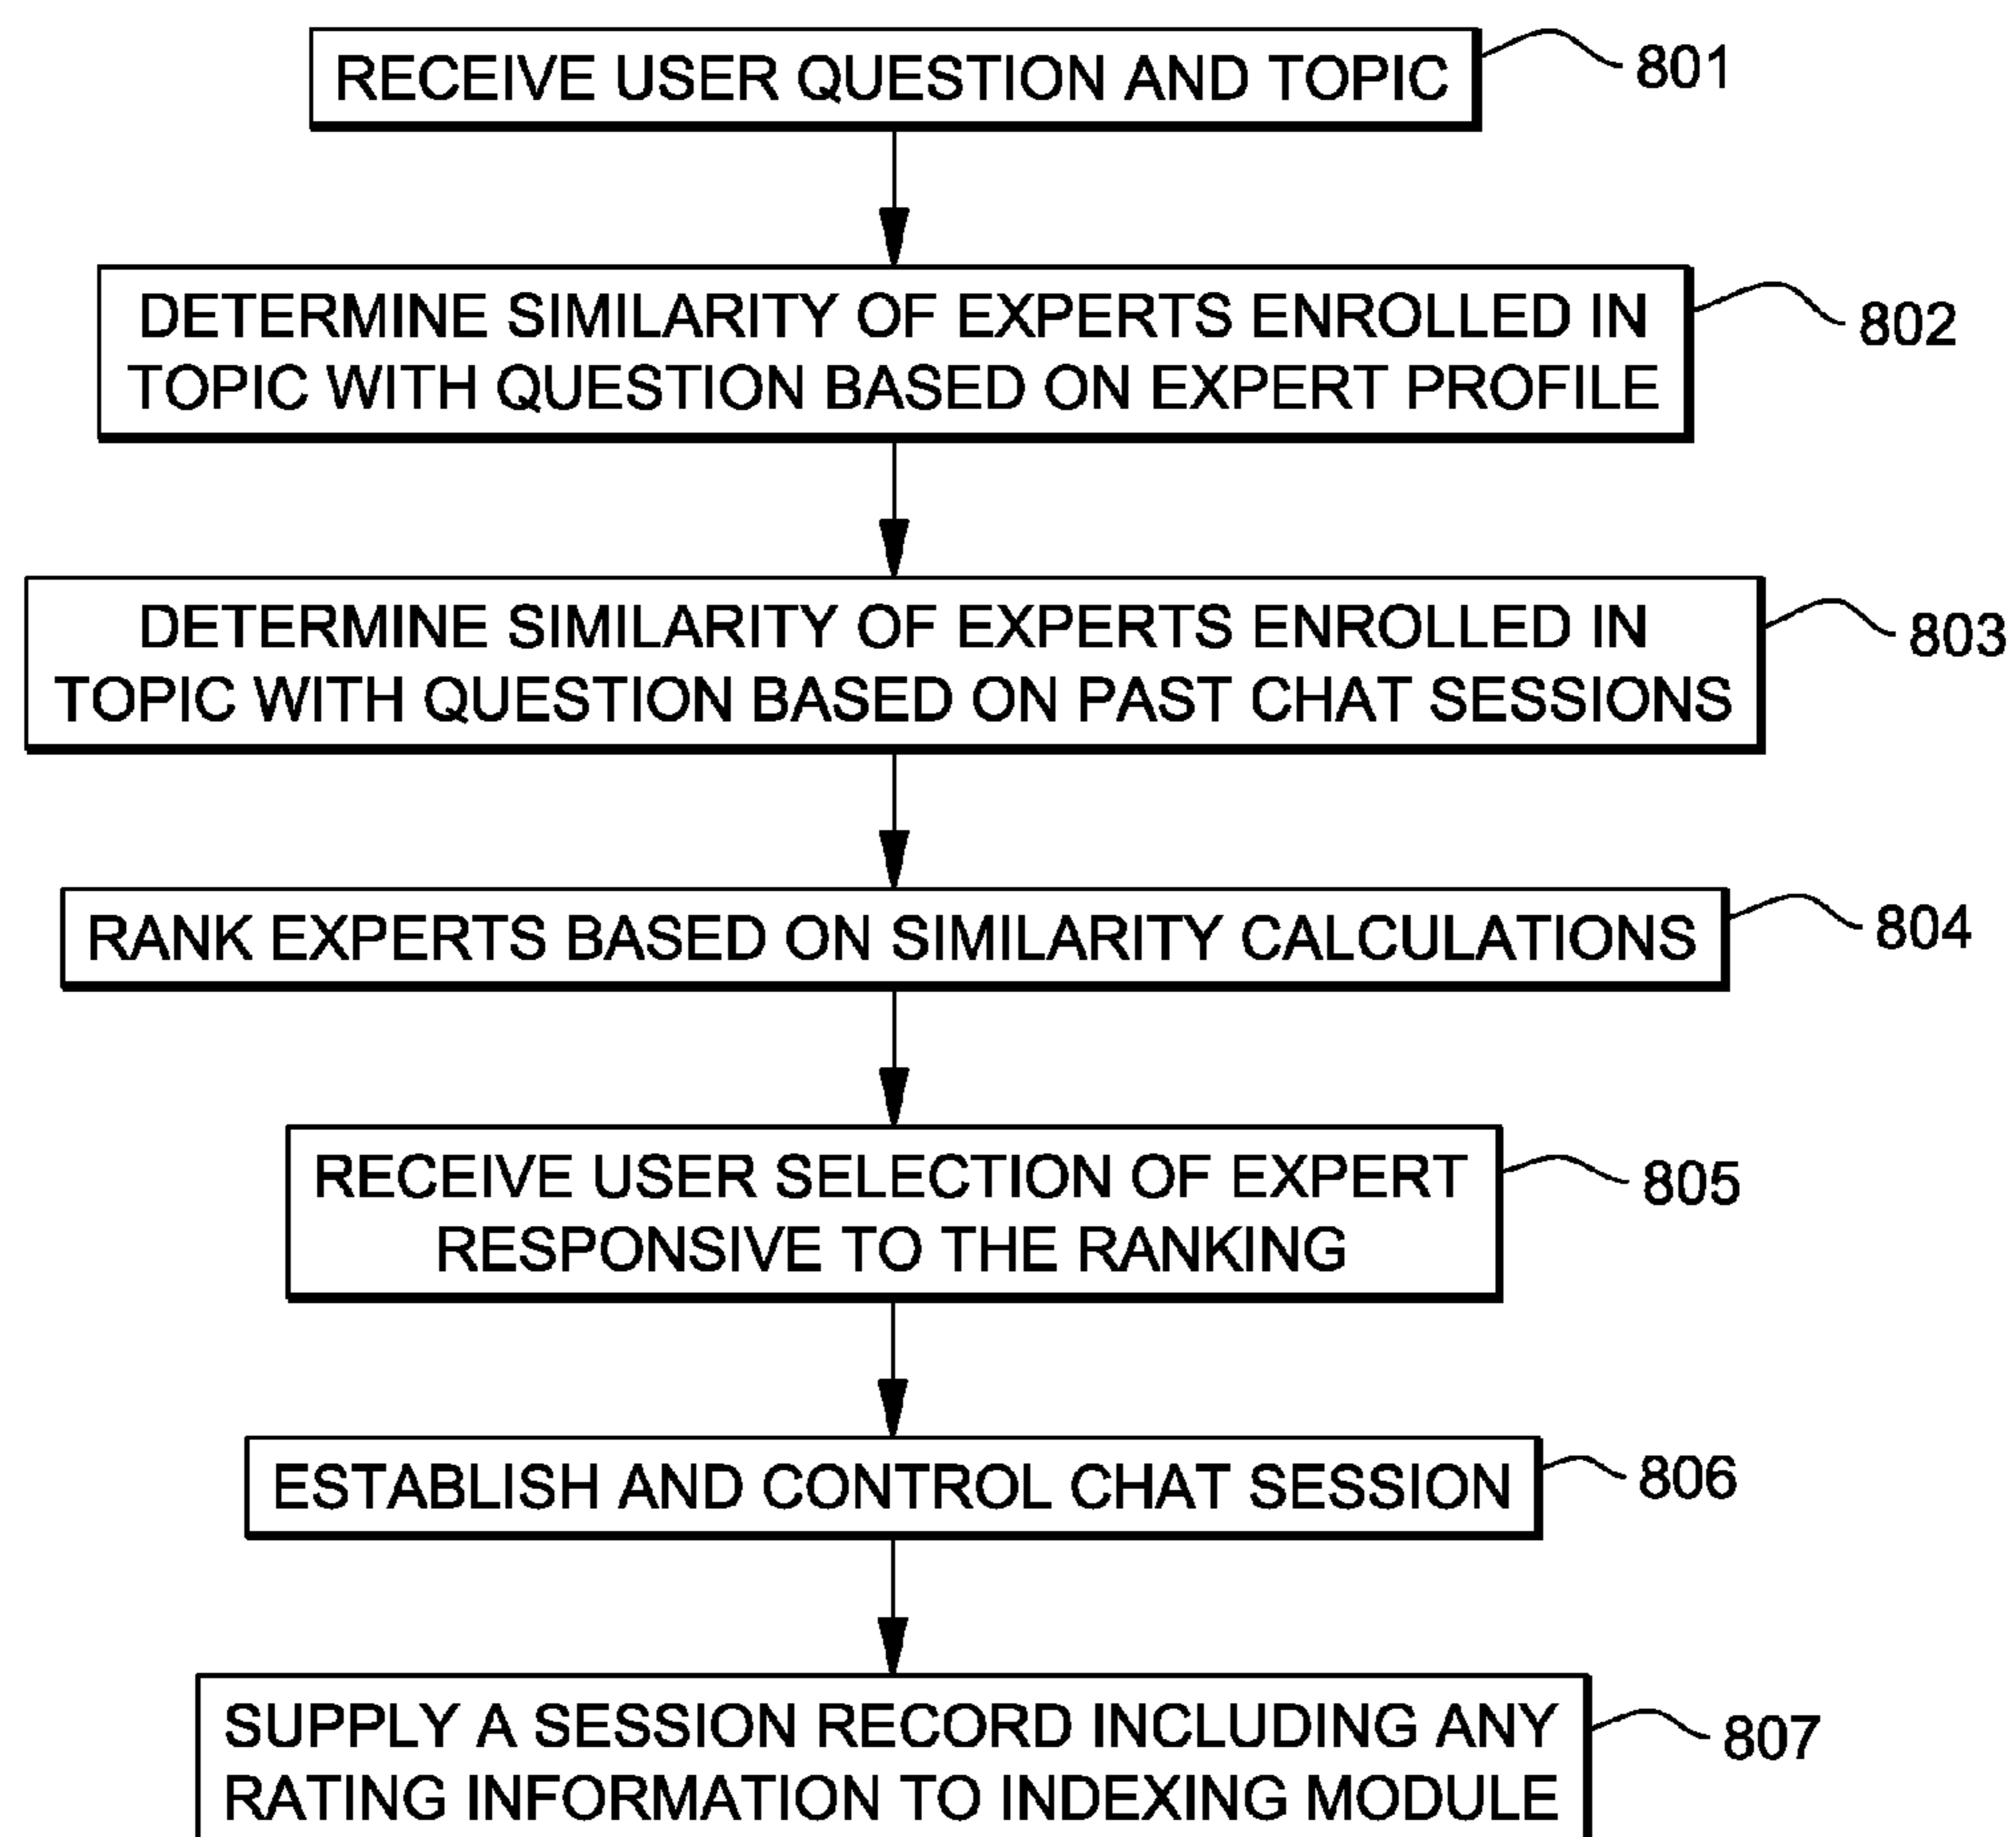 RECEIVE USER QUESTION AND TOPIC
801
DETERMINE SIMILARITY OF EXPERTS ENROLLED IN
TOPIC WITH QUESTION BASED ON EXPERT PROFILE
802
DETERMINE SIMILARITY OF EXPERTS ENROLLED IN
TOPIC WITH QUESTION BASED ON PAST CHAT SESSIONS
803
RANK EXPERTS BASED ON SIMILARITY CALCULATIONS
804
RECEIVE USER SELECTION OF EXPERT
RESPONSIVE TO THE RANKING
805
ESTABLISH AND CONTROL CHAT SESSION
806
SUPPLY A SESSION RECORD INCLUDING ANY
RATING INFORMATION TO INDEXING MODULE
807